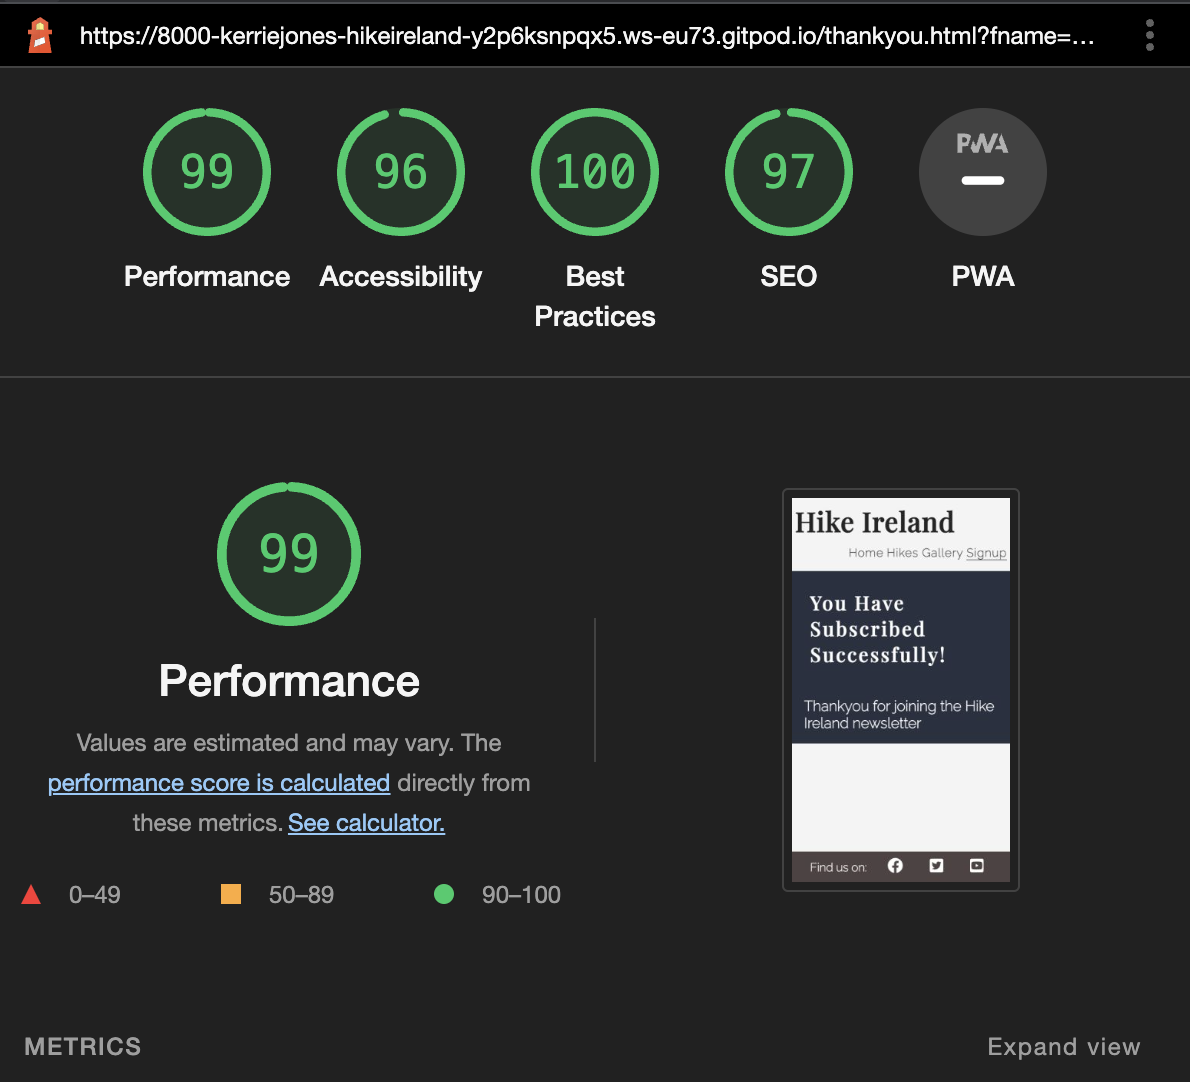 https://8000-kerriejones-hikeireland-y2p6ksnpqx5.ws-eu73.gitpod.io/thankyou.html?fname=...
99
96
100
97
PWA
Performance
Accessibility
Best
Practices
SEO
PWA
99
Performance
Values are estimated and may vary. The
performance score is calculated directly from
these metrics. See calculator.
0–49
50–89
90–100
Hike Ireland
Home Hikes Gallery Signup
You Have
Subscribed
Successfully!
Thankyou for joining the Hike
Ireland newsletter
Find us on:
METRICS
Expand view